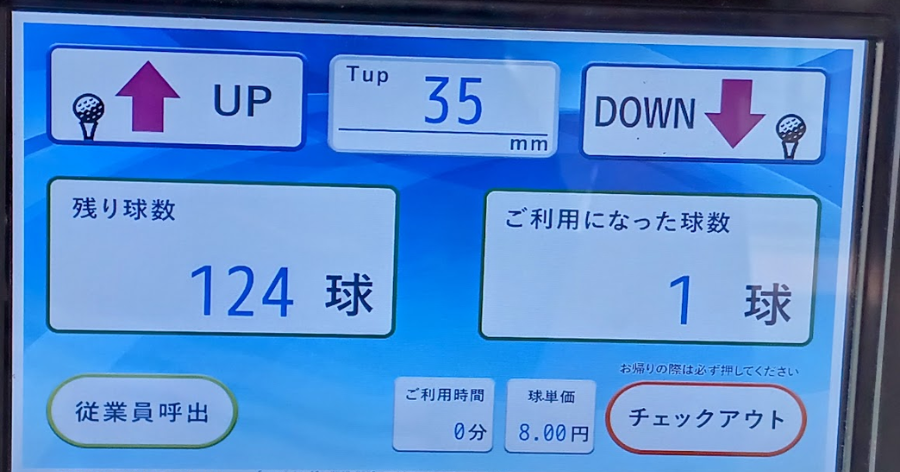 UP
Tup
35
mm
DOWN
残り球数
124 球
ご利用になった球数
1 球
お帰りの際は必ず押してください
従業員呼出
ご利用時間
0分
球単価
8.00円
チェックアウト